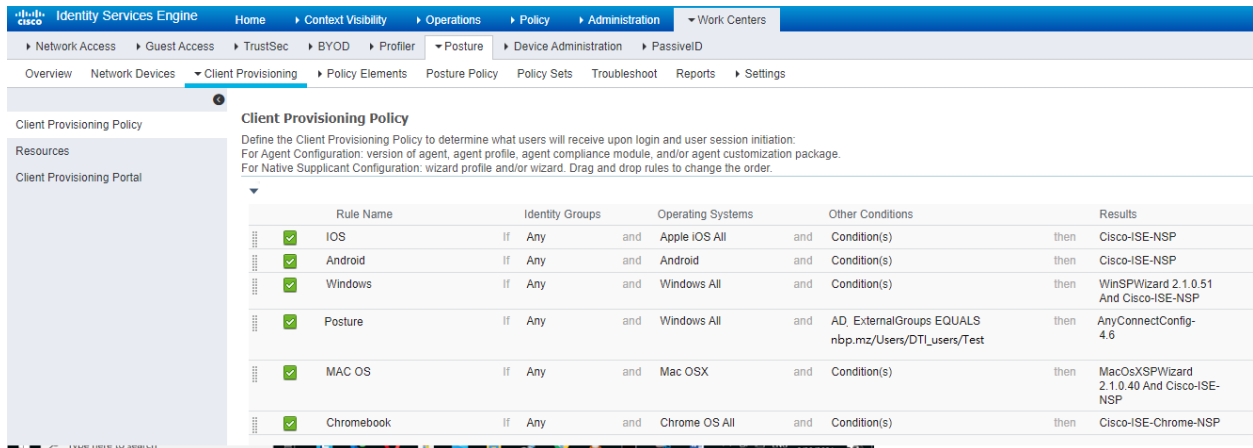 cisco Identity Services Engine Home Context Visibility Operations Policy Administration Work Centers
Network Access Guest Access TrustSec BYOD Profiler Posture Device Administration PassiveID
Overview Network Devices Client Provisioning Policy Elements Posture Policy Policy Sets Troubleshoot Reports Settings
Client Provisioning Policy
Resources
Client Provisioning Portal
Client Provisioning Policy
Define the Client Provisioning Policy to determine what users will receive upon login and user session initiation:
For Agent Configuration: version of agent, agent profile, agent compliance module, and/or agent customization package.
For Native Supplicant Configuration: wizard profile and/or wizard. Drag and drop rules to change the order.
Rule Name Identity Groups Operating Systems Other Conditions Results
IOS If Any and Apple iOS All and Condition(s) then Cisco-ISE-NSP
Android If Any and Android and Condition(s) then Cisco-ISE-NSP
Windows If Any and Windows All and Condition(s) then WinSPWizard 2.1.0.51
And Cisco-ISE-NSP
Posture If Any and Windows All and AD_ExternalGroups EQUALS then AnyConnectConfig-
nbp.mz/Users/DTI_users/Test 4.6
MAC OS If Any and Mac OSX and Condition(s) then MacOsXSPWizard
2.1.0.40 And Cisco-ISE-
NSP
Chromebook If Any and Chrome OS All and Condition(s) then Cisco-ISE-Chrome-NSP
Type here to search